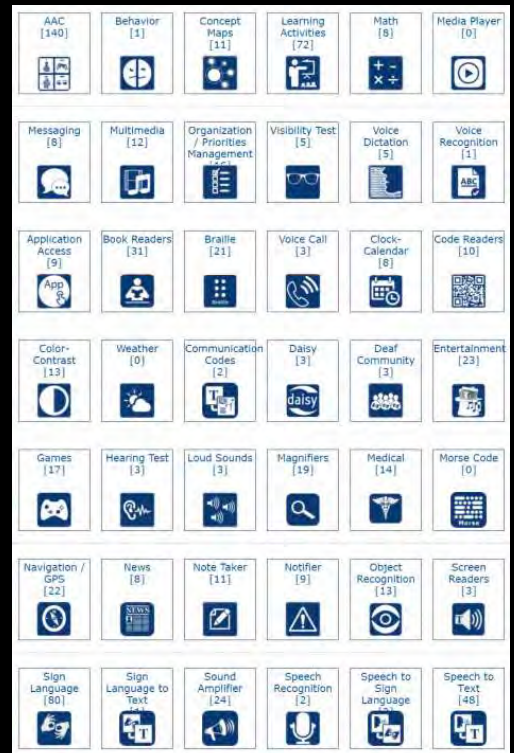 AAC
[140]
Behavior
[1]
Concept
Maps
[11]
Learning
Activities
[72]
Math
[8]
Media Player
[0]
Messaging
[8]
Multimedia
[12]
Organization
/ Priorities
Management
Visibility Test
[5]
Voice
Dictation
[5]
Voice
Recognition
[1]
ABC
Application
Access
[9]
App
Book Readers
[31]
Braille
[21]
Voice Call
[3]
Clock-
Calendar
[8]
Code Readers
[10]
Color-
Contrast
[13]
Weather
[0]
Communication
Codes
[2]
T
Daisy
[3]
daisy
Deaf
Community
[3]
Entertainment
[23]
Games
[17]
Hearing Test
[3]
Loud Sounds
[3]
Magnifiers
[19]
Medical
[14]
Morse Code
[0]
Morse
Navigation /
GPS
[22]
News
[8]
NEWS
Note Taker
[11]
Notifier
[9]
Object
Recognition
[13]
Screen
Readers
[3]
Sign
Language
[80]
Sign
Language to
Text
T
Sound
Amplifier
[24]
Speech
Recognition
[2]
Speech to
Sign
Language
Speech to
Text
[48]
T